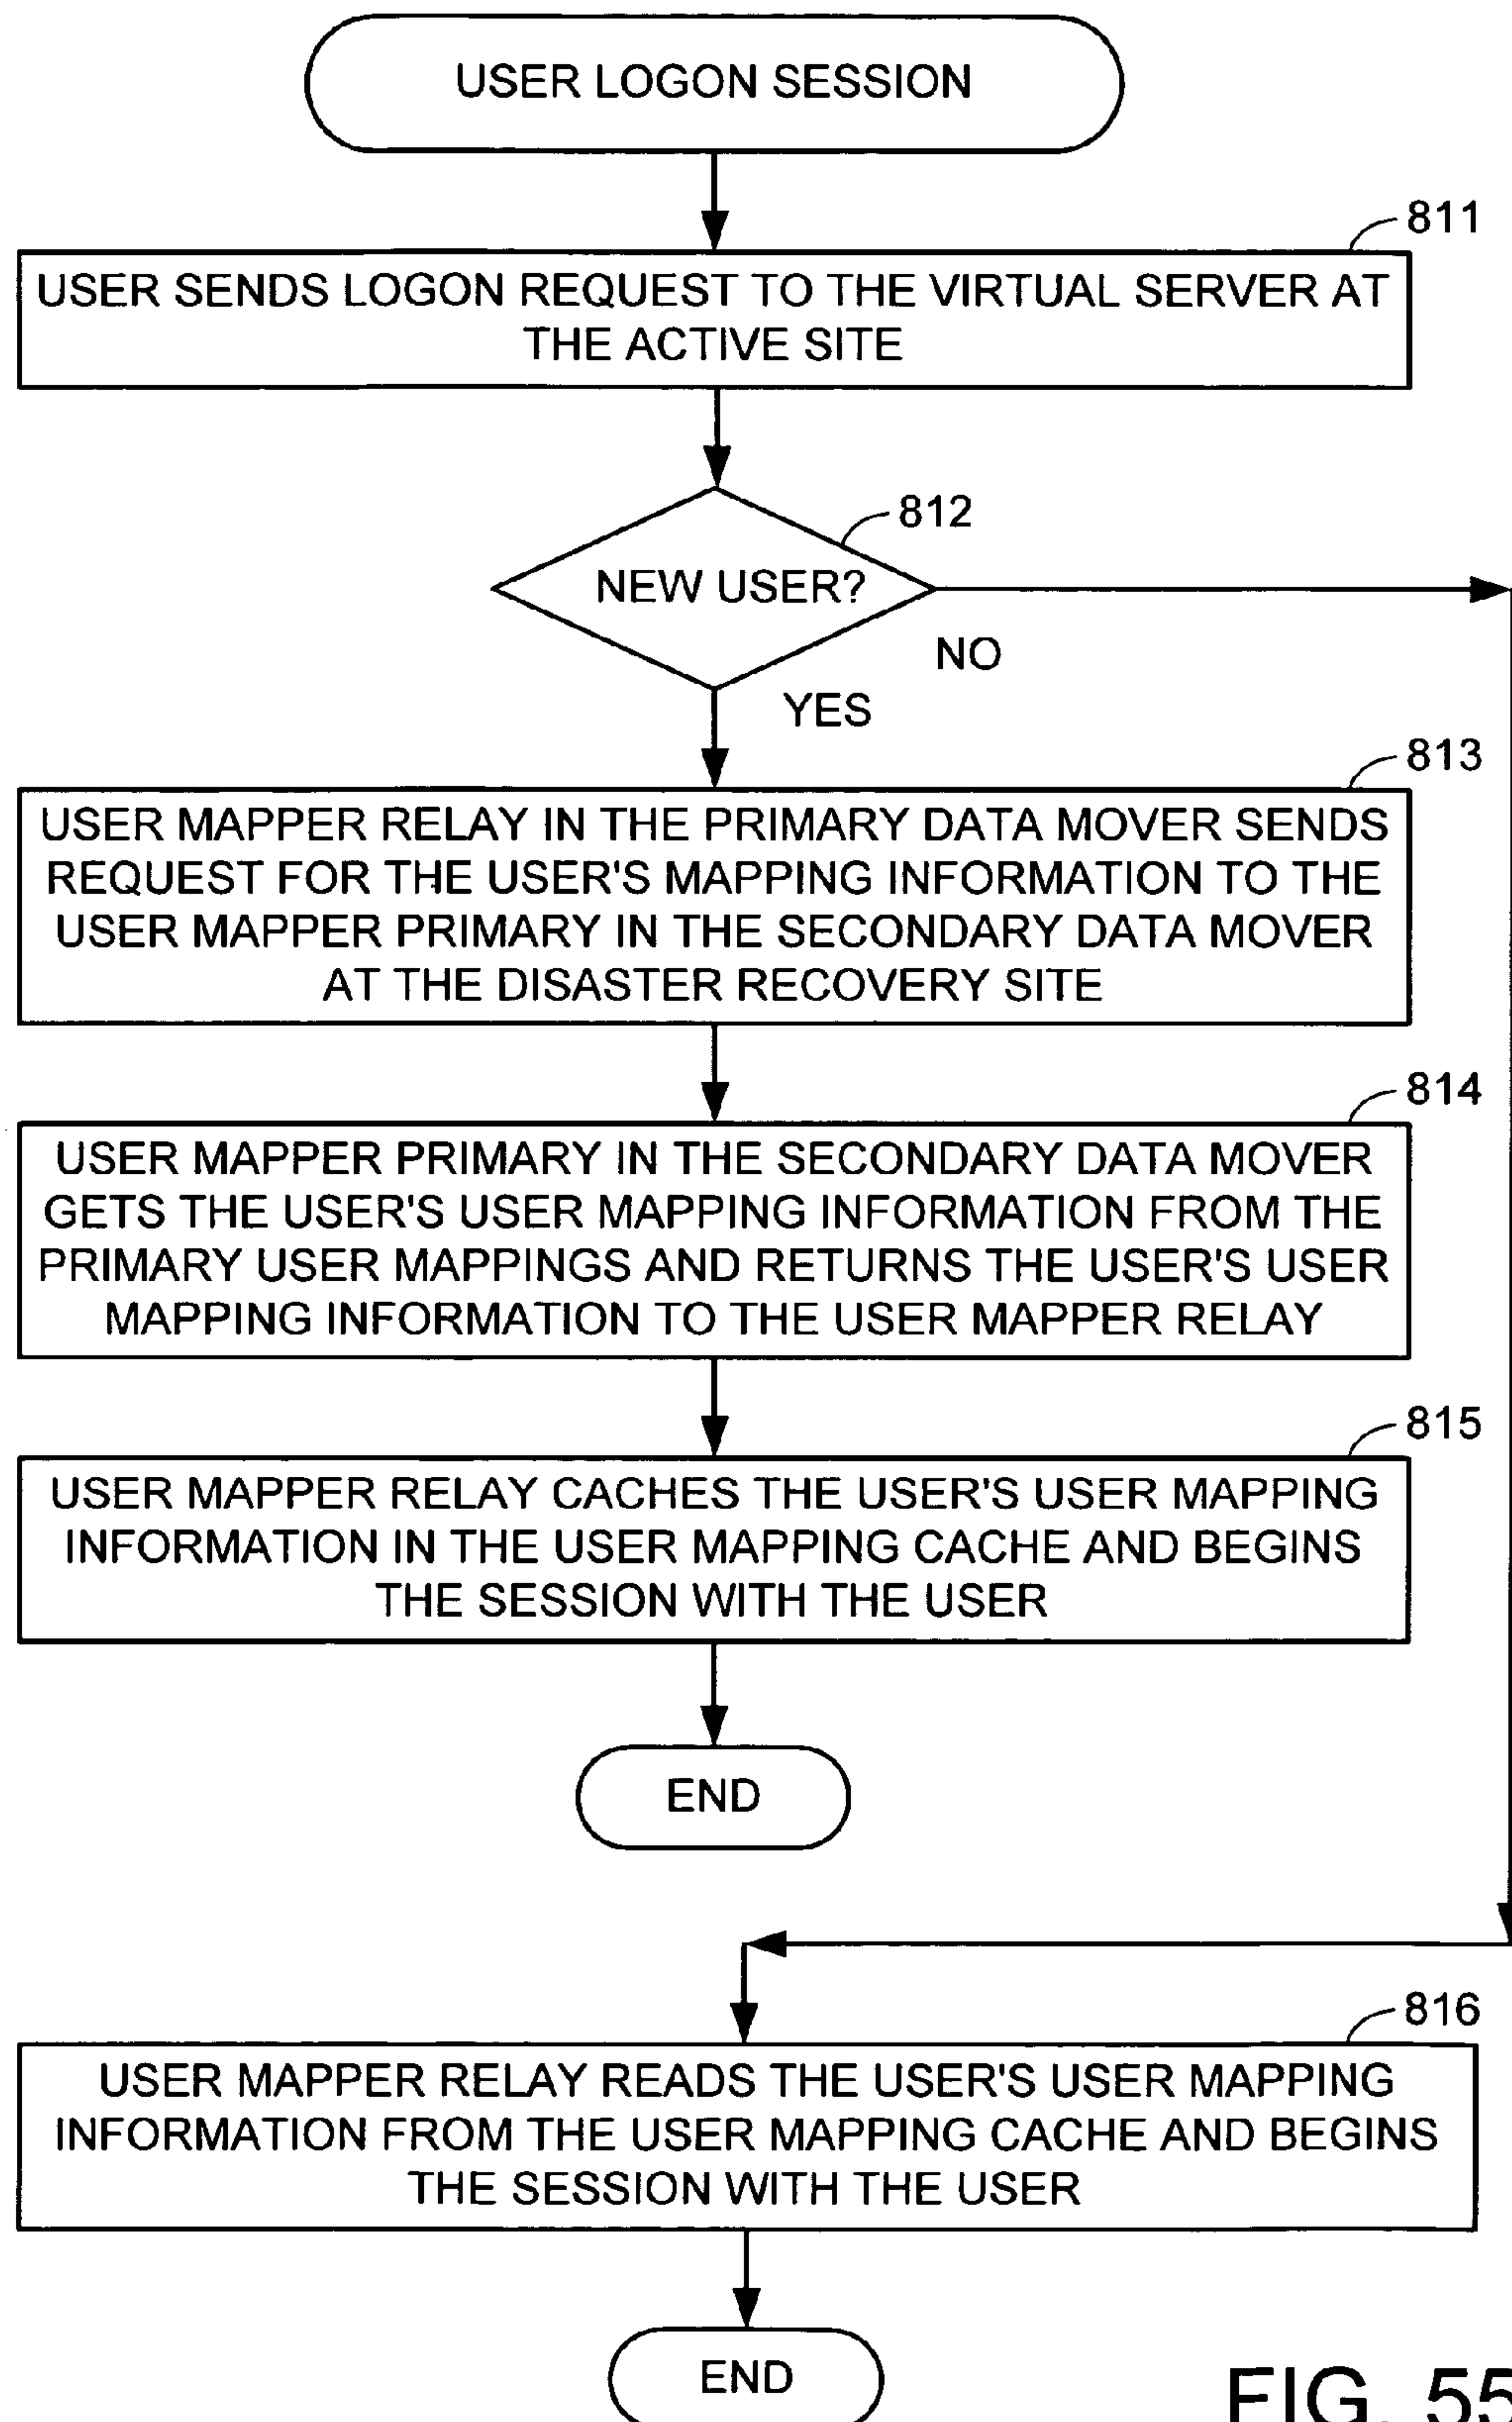 USER LOGON SESSION
811
USER SENDS LOGON REQUEST TO THE VIRTUAL SERVER AT
THE ACTIVE SITE
812
NEW USER?
NO
YES
813
USER MAPPER RELAY IN THE PRIMARY DATA MOVER SENDS
REQUEST FOR THE USER'S MAPPING INFORMATION TO THE
USER MAPPER PRIMARY IN THE SECONDARY DATA MOVER
AT THE DISASTER RECOVERY SITE
814
USER MAPPER PRIMARY IN THE SECONDARY DATA MOVER
GETS THE USER'S USER MAPPING INFORMATION FROM THE
PRIMARY USER MAPPINGS AND RETURNS THE USER'S USER
MAPPING INFORMATION TO THE USER MAPPER RELAY
815
USER MAPPER RELAY CACHES THE USER'S USER MAPPING
INFORMATION IN THE USER MAPPING CACHE AND BEGINS
THE SESSION WITH THE USER
END
816
USER MAPPER RELAY READS THE USER'S USER MAPPING
INFORMATION FROM THE USER MAPPING CACHE AND BEGINS
THE SESSION WITH THE USER
END
FIG. 55